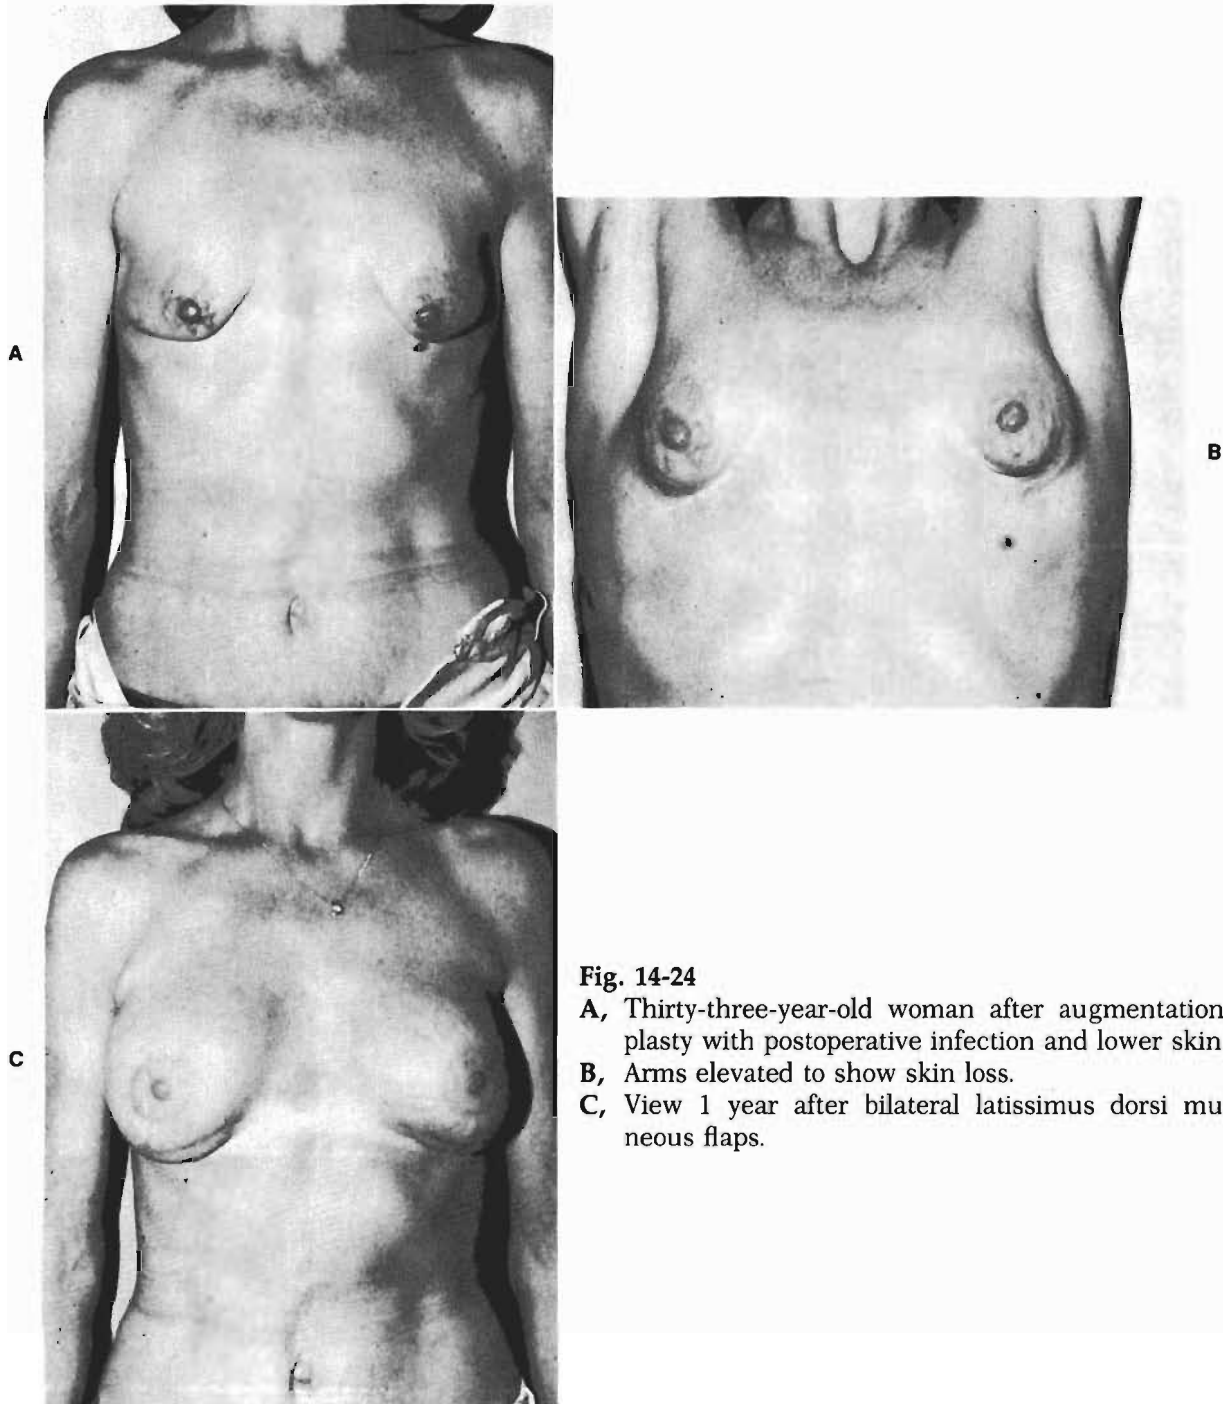 A
B
C
Fig. 14-24
A, Thirty-three-year-old woman after augmentation
plasty with postoperative infection and lower skin
B, Arms elevated to show skin loss.
C, View 1 year after bilateral latissimus dorsi mu
neous flaps.